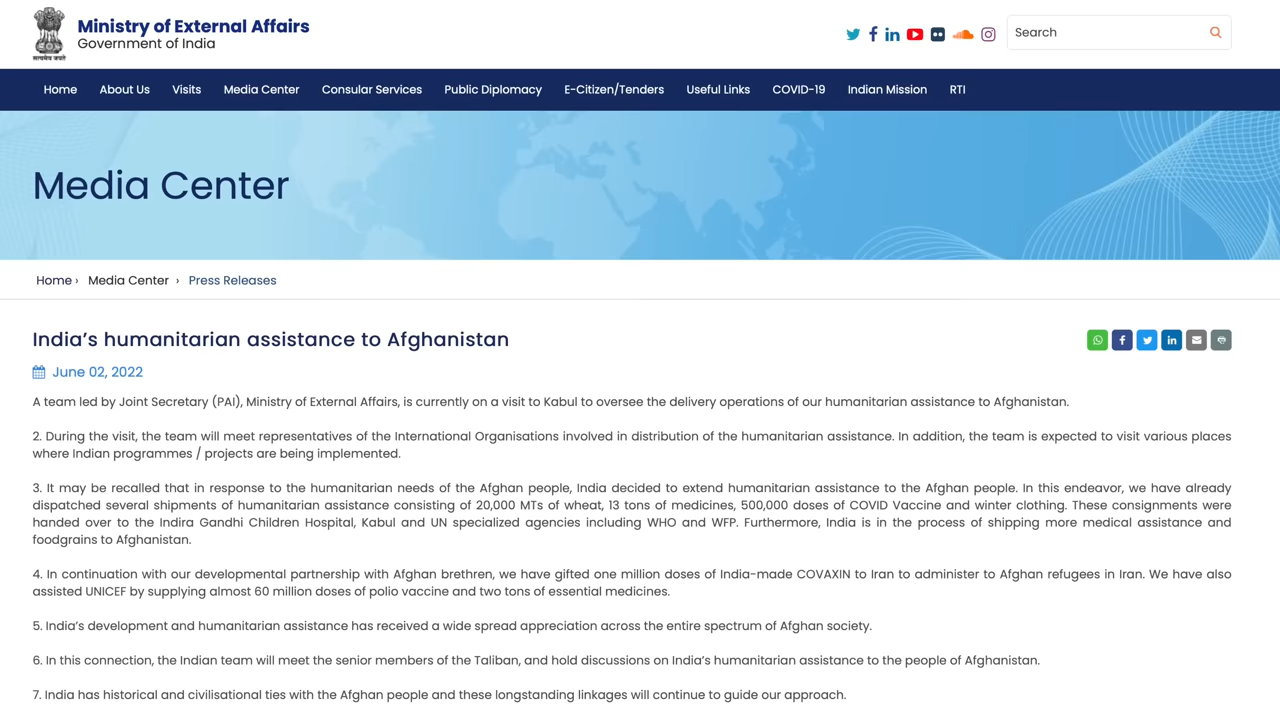 Ministry of External Affairs
Government of India
सत्यमेव जयते
Search
Home About Us Visits Media Center Consular Services Public Diplomacy E-Citizen/Tenders Useful Links COVID-19 Indian Mission RTI
Media Center
Home › Media Center › Press Releases
India’s humanitarian assistance to Afghanistan
June 02, 2022
A team led by Joint Secretary (PAI), Ministry of External Affairs, is currently on a visit to Kabul to oversee the delivery operations of our humanitarian assistance to Afghanistan.
2. During the visit, the team will meet representatives of the International Organisations involved in distribution of the humanitarian assistance. In addition, the team is expected to visit various places
where Indian programmes / projects are being implemented.
3. It may be recalled that in response to the humanitarian needs of the Afghan people, India decided to extend humanitarian assistance to the Afghan people. In this endeavor, we have already
dispatched several shipments of humanitarian assistance consisting of 20,000 MTs of wheat, 13 tons of medicines, 500,000 doses of COVID Vaccine and winter clothing. These consignments were
handed over to the Indira Gandhi Children Hospital, Kabul and UN specialized agencies including WHO and WFP. Furthermore, India is in the process of shipping more medical assistance and
foodgrains to Afghanistan.
4. In continuation with our developmental partnership with Afghan brethren, we have gifted one million doses of India-made COVAXIN to Iran to administer to Afghan refugees in Iran. We have also
assisted UNICEF by supplying almost 60 million doses of polio vaccine and two tons of essential medicines.
5. India’s development and humanitarian assistance has received a wide spread appreciation across the entire spectrum of Afghan society.
6. In this connection, the Indian team will meet the senior members of the Taliban, and hold discussions on India’s humanitarian assistance to the people of Afghanistan.
7. India has historical and civilisational ties with the Afghan people and these longstanding linkages will continue to guide our approach.